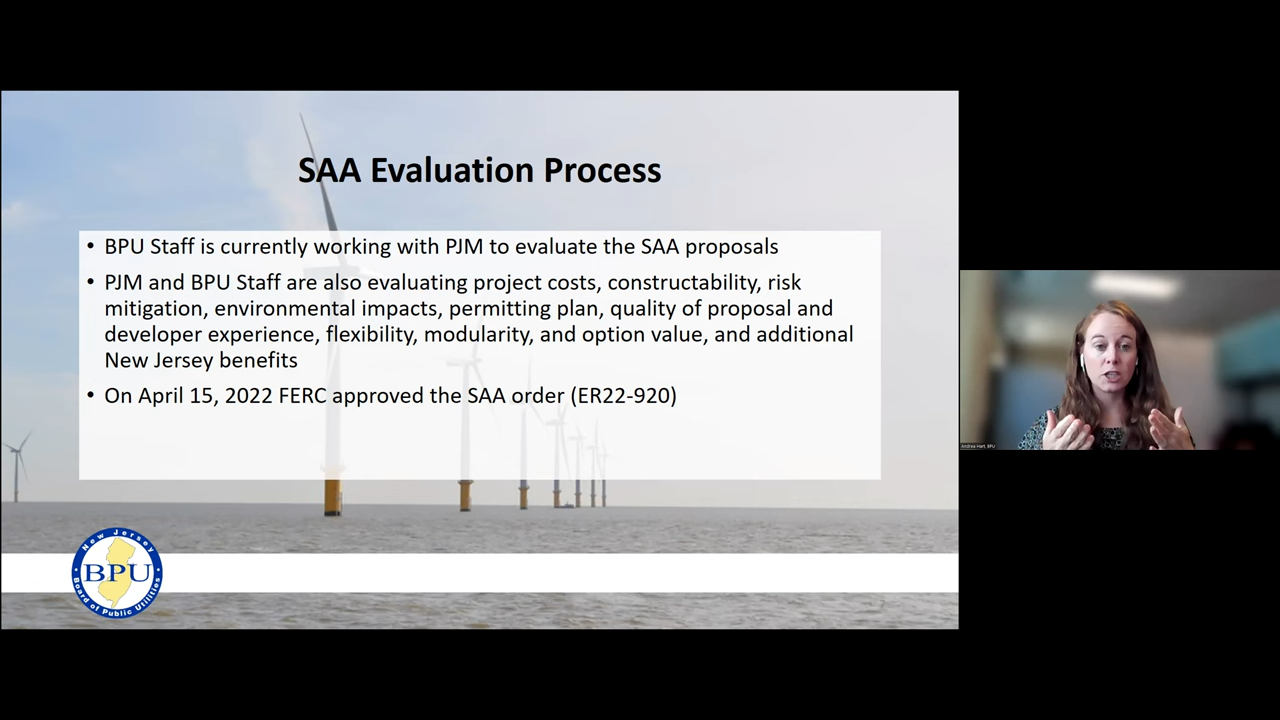 SAA Evaluation Process
• BPU Staff is currently working with PJM to evaluate the SAA proposals
• PJM and BPU Staff are also evaluating project costs, constructability, risk
mitigation, environmental impacts, permitting plan, quality of proposal and
developer experience, flexibility, modularity, and option value, and additional
New Jersey benefits
• On April 15, 2022 FERC approved the SAA order (ER22-920)
Andrea Hart, BPU
New Jersey
BPU
Board of Public Utilities